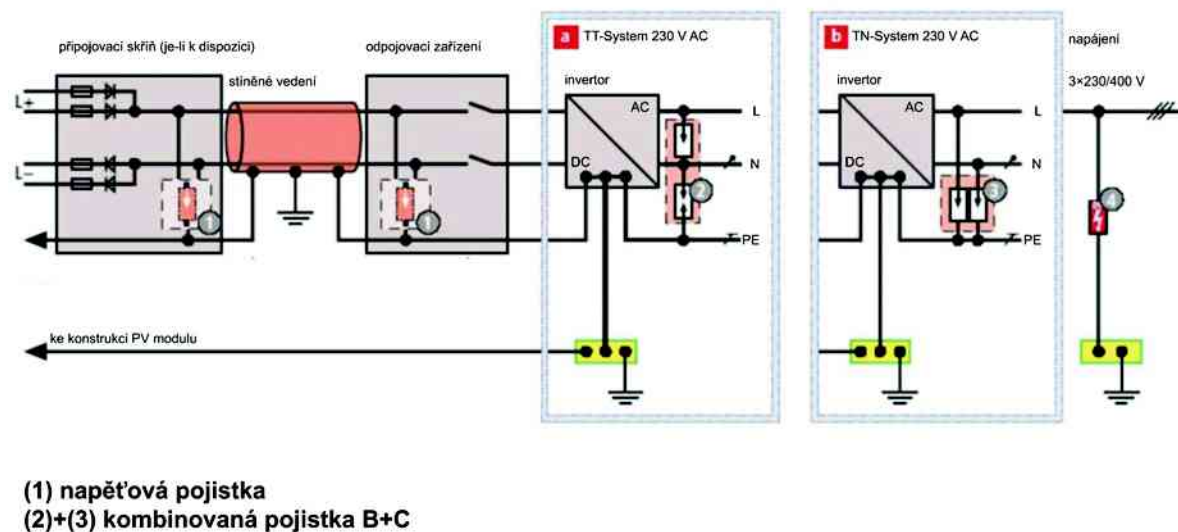 připojovací skříň (je-li k dispozici)
odpojovací zařízení
a TT-System 230 V AC
b TN-System 230 V AC
napájení
stíněné vedení
invertor
invertor
3×230/400 V
L+
AC
L
AC
L
L−
DC
N
DC
N
1
1
2
3
4
PE
PE
ke konstrukci PV modulu
(1) napěťová pojistka
(2)+(3) kombinovaná pojistka B+C